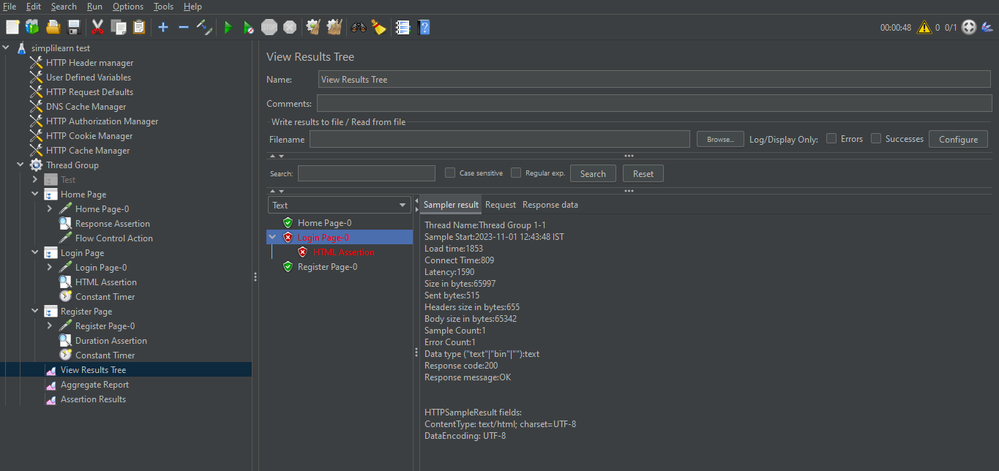 File Edit Search Run Options Tools Help
00:00:48 0 0/1
simplilearn test
HTTP Header manager
User Defined Variables
HTTP Request Defaults
DNS Cache Manager
HTTP Authorization Manager
HTTP Cookie Manager
HTTP Cache Manager
Thread Group
Test
Home Page
Home Page-0
Response Assertion
Flow Control Action
Login Page
Login Page-0
HTML Assertion
Constant Timer
Register Page
Register Page-0
Duration Assertion
Constant Timer
View Results Tree
Aggregate Report
Assertion Results
View Results Tree
Name: View Results Tree
Comments:
Write results to file / Read from file
Filename Browse... Log/Display Only: Errors Successes Configure
Search: Case sensitive Regular exp. Search Reset
Text
Home Page-0
Login Page-0
HTML Assertion
Register Page-0
Sampler result Request Response data
Thread Name:Thread Group 1-1
Sample Start:2023-11-01 12:43:48 IST
Load time:1853
Connect Time:809
Latency:1590
Size in bytes:65997
Sent bytes:515
Headers size in bytes:655
Body size in bytes:65342
Sample Count:1
Error Count:1
Data type ("text"|"bin"|""):text
Response code:200
Response message:OK
HTTPSampleResult fields:
ContentType: text/html; charset=UTF-8
DataEncoding: UTF-8